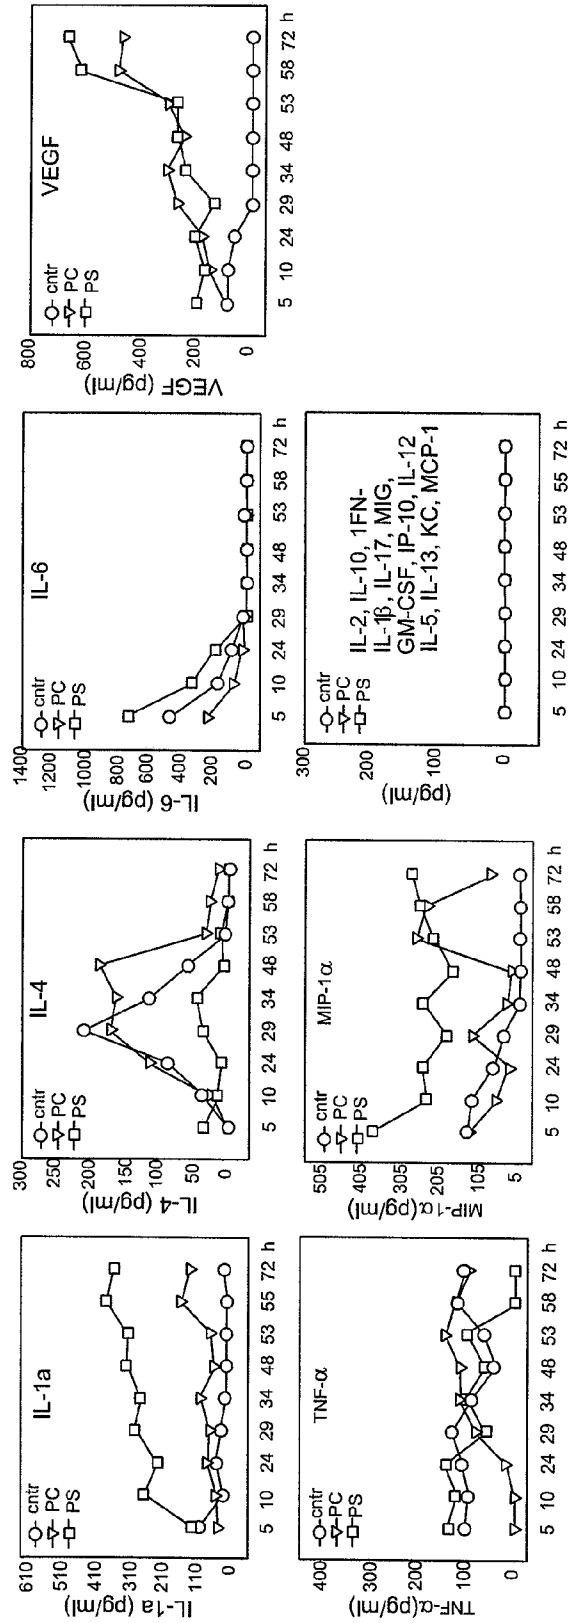 IL-1a
cntr
PC
PS
610
510
410
310
210
110
0
IL-1a (pg/ml)
5 10 24 29 34 48 53 55 72 h
IL-4
cntr
PC
PS
300
200
150
100
50
0
IL-4 (pg/ml)
5 10 24 29 34 48 53 58 72 h
IL-6
cntr
PC
PS
1400
1200
1000
800
600
400
200
0
IL-6 (pg/ml)
5 10 24 29 34 48 53 58 72 h
VEGF
cntr
PC
PS
800
600
400
200
0
VEGF (pg/ml)
5 10 24 29 34 48 53 58 72 h
TNF-α
cntr
PC
PS
400
300
200
100
0
TNF-α(pg/ml)
5 10 24 29 34 48 53 58 72 h
MIP-1α
cntr
PC
PS
505
405
305
205
105
5
MIP-1α(pg/ml)
5 10 24 29 34 48 53 58 72 h
cntr
PC
PS
IL-2, IL-10, 1FN-
IL-1β, IL-17, MIG,
GM-CSF, IP-10, IL-12
IL-5, IL-13, KC, MCP-1
300
200
100
0
(pg/ml)
5 10 24 29 34 48 53 55 72 h